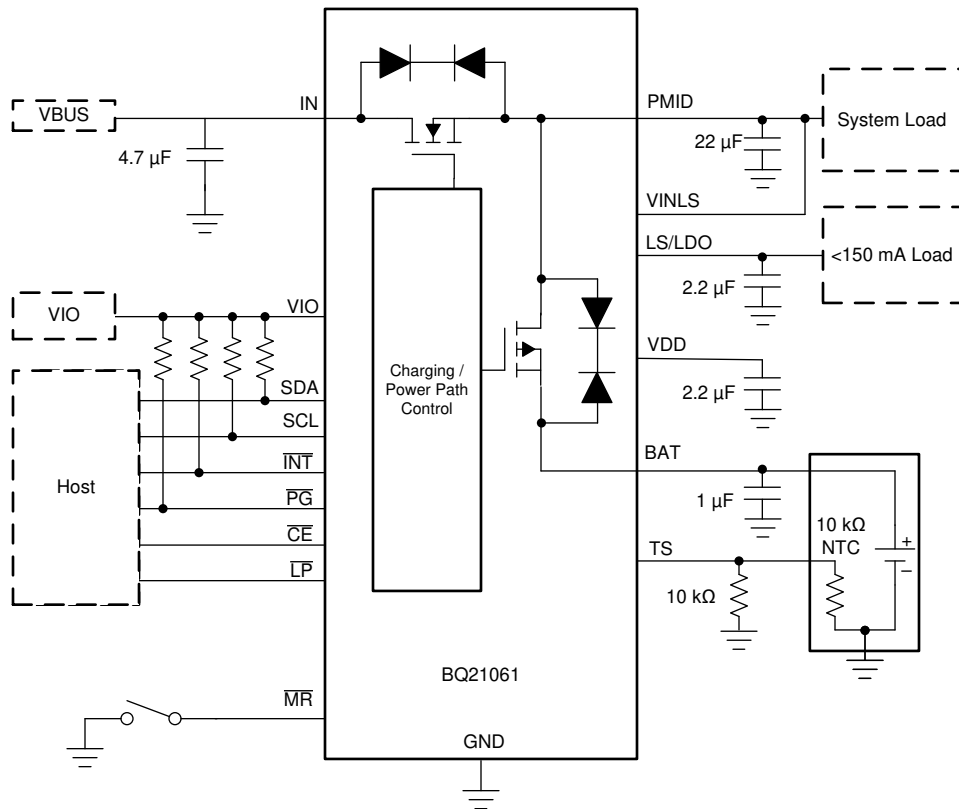 IN
PMID
VBUS
System Load
4.7 µF
22 µF
VINLS
LS/LDO
<150 mA Load
2.2 µF
VIO
VIO
VDD
Charging /
Power Path
Control
SDA
2.2 µF
SCL
BAT
INT
Host
PG
1 µF
10 kΩ
NTC
+
−
CE
TS
LP
10 kΩ
BQ21061
MR
GND